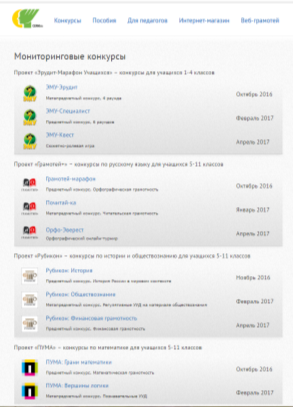 Конкурсы Пособия Для педагогов Интернет-магазин Веб-грамотей
Мониторинговые конкурсы
Проект «Эрудит-Марафон Учащихся» – конкурсы для учащихся 1-4 классов
ЭМУ-Эрудит
Метапредметный конкурс, 4 раунда
Октябрь 2016
ЭМУ-Специалист
Предметный конкурс, 4 раунда
Февраль 2017
ЭМУ-Квест
Сюжетно-ролевая игра
Апрель 2017
Проект «Грамотей+» – конкурсы по русскому языку для учащихся 5-11 классов
Грамотей-марафон
Предметный конкурс. Орфографическая грамотность
Октябрь 2016
Почитай-ка
Метапредметный конкурс. Читательская грамотность
Январь 2017
Орфо-Эверест
Орфографический онлайн-турнир
Апрель 2017
Проект «Рубикон» – конкурсы по истории и обществознанию для учащихся 5-11 классов
Рубикон: История
Предметный конкурс. История России в мировом контексте
Ноябрь 2016
Рубикон: Обществознание
Метапредметный конкурс. Регулятивные УУД на материале обществознания
Февраль 2017
Рубикон: Финансовая грамотность
Предметный конкурс. Финансовая грамотность
Апрель 2017
Проект «ПУМА» – конкурсы по математике для учащихся 5-11 классов
ПУМА: Грани математики
Предметный конкурс. Математическая грамотность
Октябрь 2016
ПУМА: Вершины логики
Метапредметный конкурс. Познавательные УУД
Февраль 2017